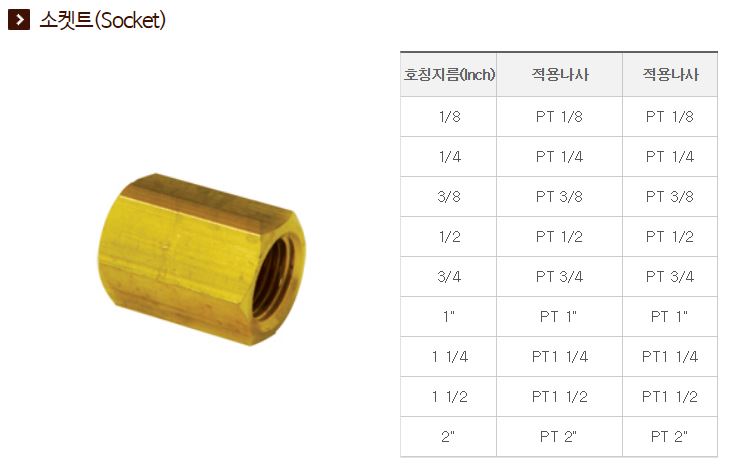 소켓트(Socket)
호칭지름(Inch) 적용나사 적용나사
1/8 PT 1/8 PT 1/8
1/4 PT 1/4 PT 1/4
3/8 PT 3/8 PT 3/8
1/2 PT 1/2 PT 1/2
3/4 PT 3/4 PT 3/4
1" PT 1" PT 1"
1 1/4 PT1 1/4 PT1 1/4
1 1/2 PT1 1/2 PT1 1/2
2" PT 2" PT 2"